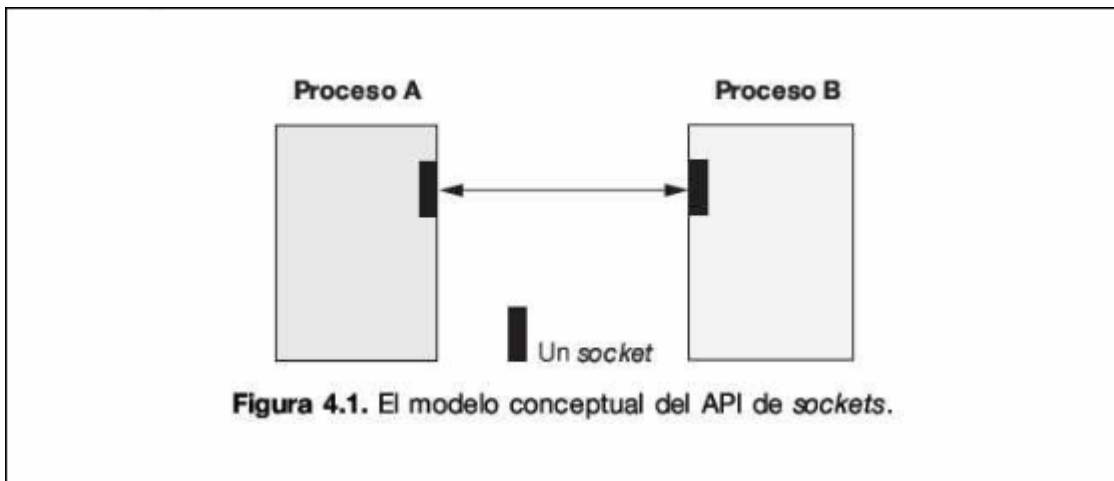 Proceso A
Proceso B
Un socket
Figura 4.1. El modelo conceptual del API de sockets.